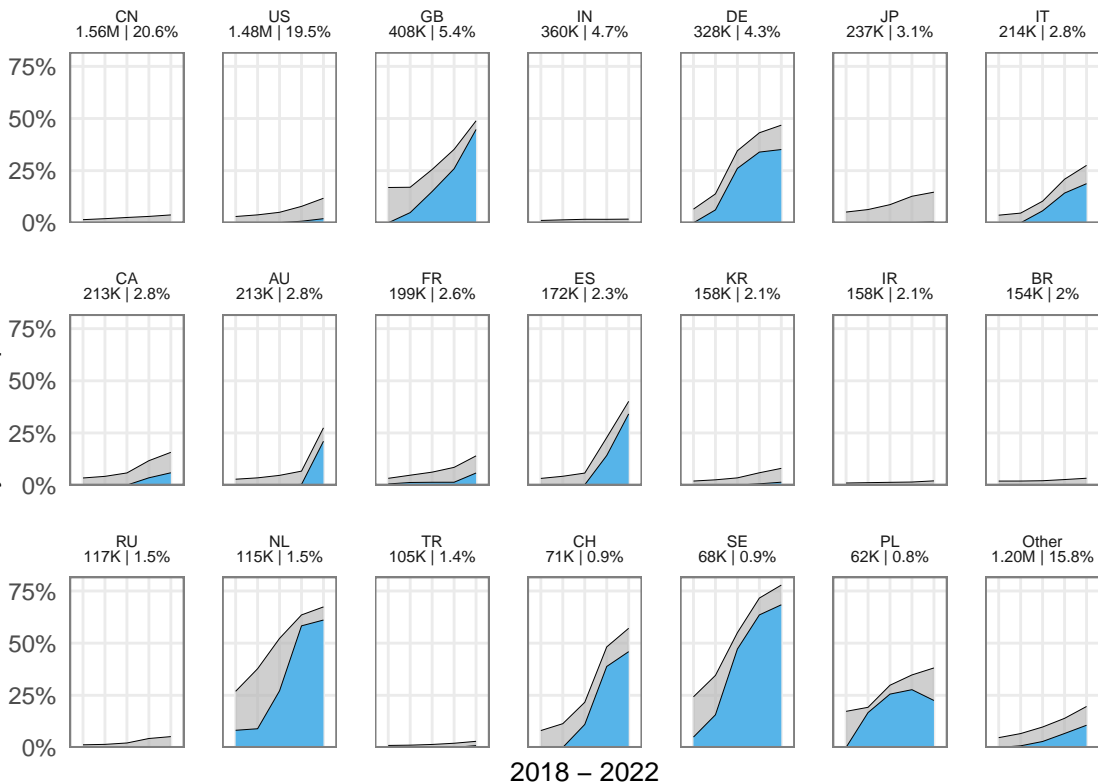 CN US GB IN DE JP IT
1.56M | 20.6% 1.48M | 19.5% 408K | 5.4% 360K | 4.7% 328K | 4.3% 237K | 3.1% 214K | 2.8%
75%
50%
25%
0%
CA AU FR ES KR IR BR
213K | 2.8% 213K | 2.8% 199K | 2.6% 172K | 2.3% 158K | 2.1% 158K | 2.1% 154K | 2%
75%
50%
25%
0%
RU NL TR CH SE PL Other
117K | 1.5% 115K | 1.5% 105K | 1.4% 71K | 0.9% 68K | 0.9% 62K | 0.8% 1.20M | 15.8%
75%
50%
25%
0%
2018 – 2022